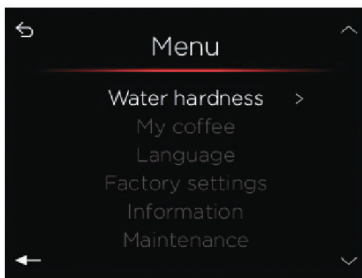 Menu
Water hardness >
My coffee
Language
Factory settings
Information
Maintenance